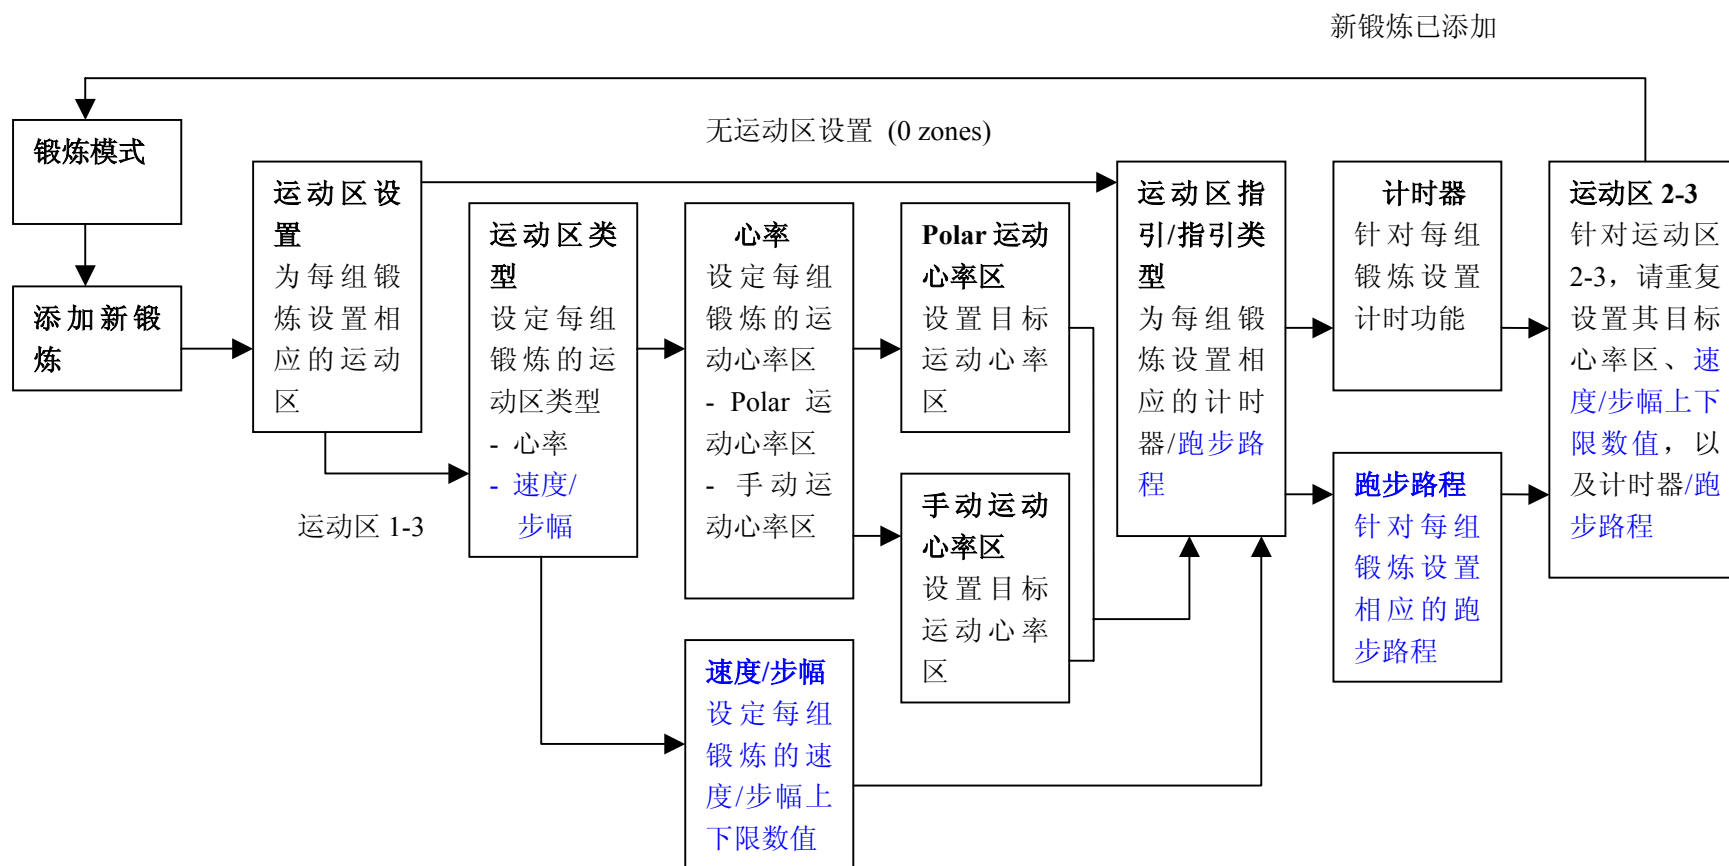 新锻炼已添加
无运动区设置 (0 zones)
锻炼模式
添加新锻
炼
运动区设
置
为每组锻
炼设置相
应的运动
区
运动区 1-3
运动区类
型
设定每组
锻炼的运
动区类型
- 心率
- 速度/
步幅
心率
设定每组
锻炼的运
动心率区
- Polar 运
动心率区
- 手动运
动心率区
速度/步幅
设定每组
锻炼的速
度/步幅上
下限数值
Polar 运动
心率区
设置目标
运动心率
区
手动运动
心率区
设置目标
运动心率
区
运动区指
引/指引类
型
为每组锻
炼设置相
应的计时
器/跑步路
程
计时器
针对每组
锻炼设置
计时功能
跑步路程
针对每组
锻炼设置
相应的跑
步路程
运动区 2-3
针对运动区
2-3，请重复
设置其目标
心率区、速
度/步幅上下
限数值，以
及计时器/跑
步路程